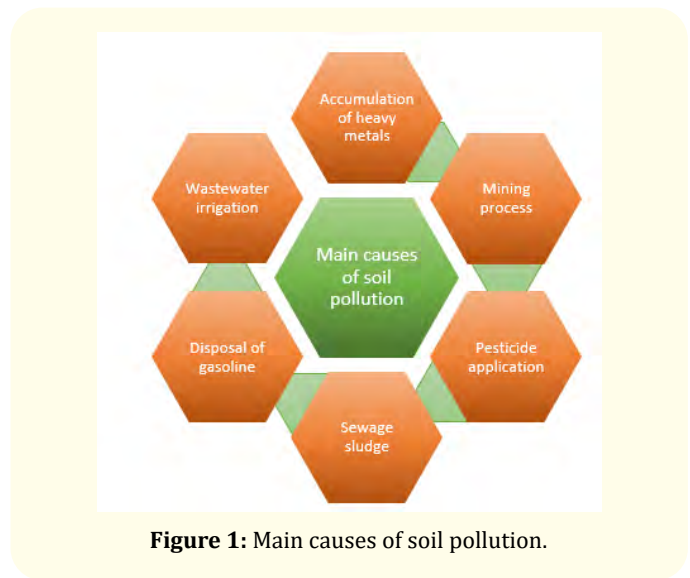 Accumulation
of heavy
metals
Mining
process
Pesticide
application
Sewage
sludge
Disposal of
gasoline
Wastewater
irrigation
Main causes
of soil
pollution
Figure 1: Main causes of soil pollution.